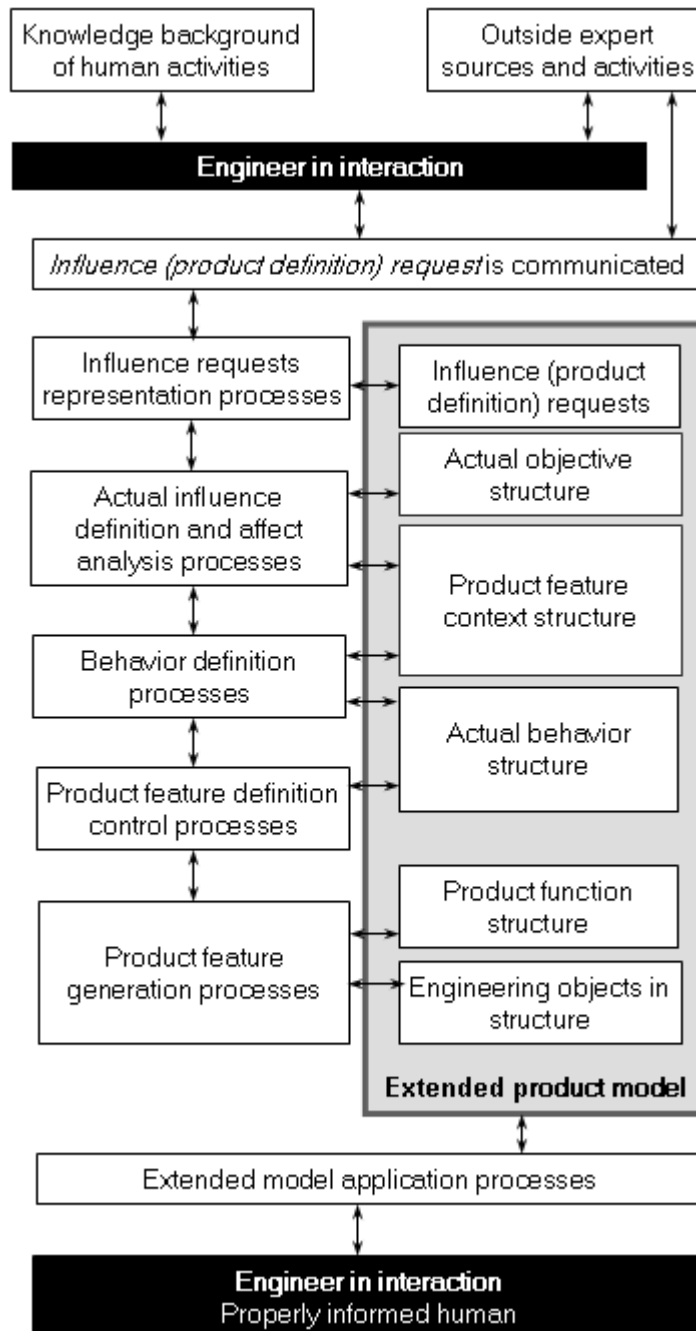 Knowledge background
of human activities
Outside expert
sources and activities
Engineer in interaction
Influence (product definition) request is communicated
Influence requests
representation processes
Influence (product
definition) requests
Actual objective
structure
Actual influence
definition and affect
analysis processes
Product feature
context structure
Behavior definition
processes
Actual behavior
structure
Product feature definition
control processes
Product function
structure
Product feature
generation processes
Engineering objects in
structure
Extended product model
Extended model application processes
Engineer in interaction
Properly informed human